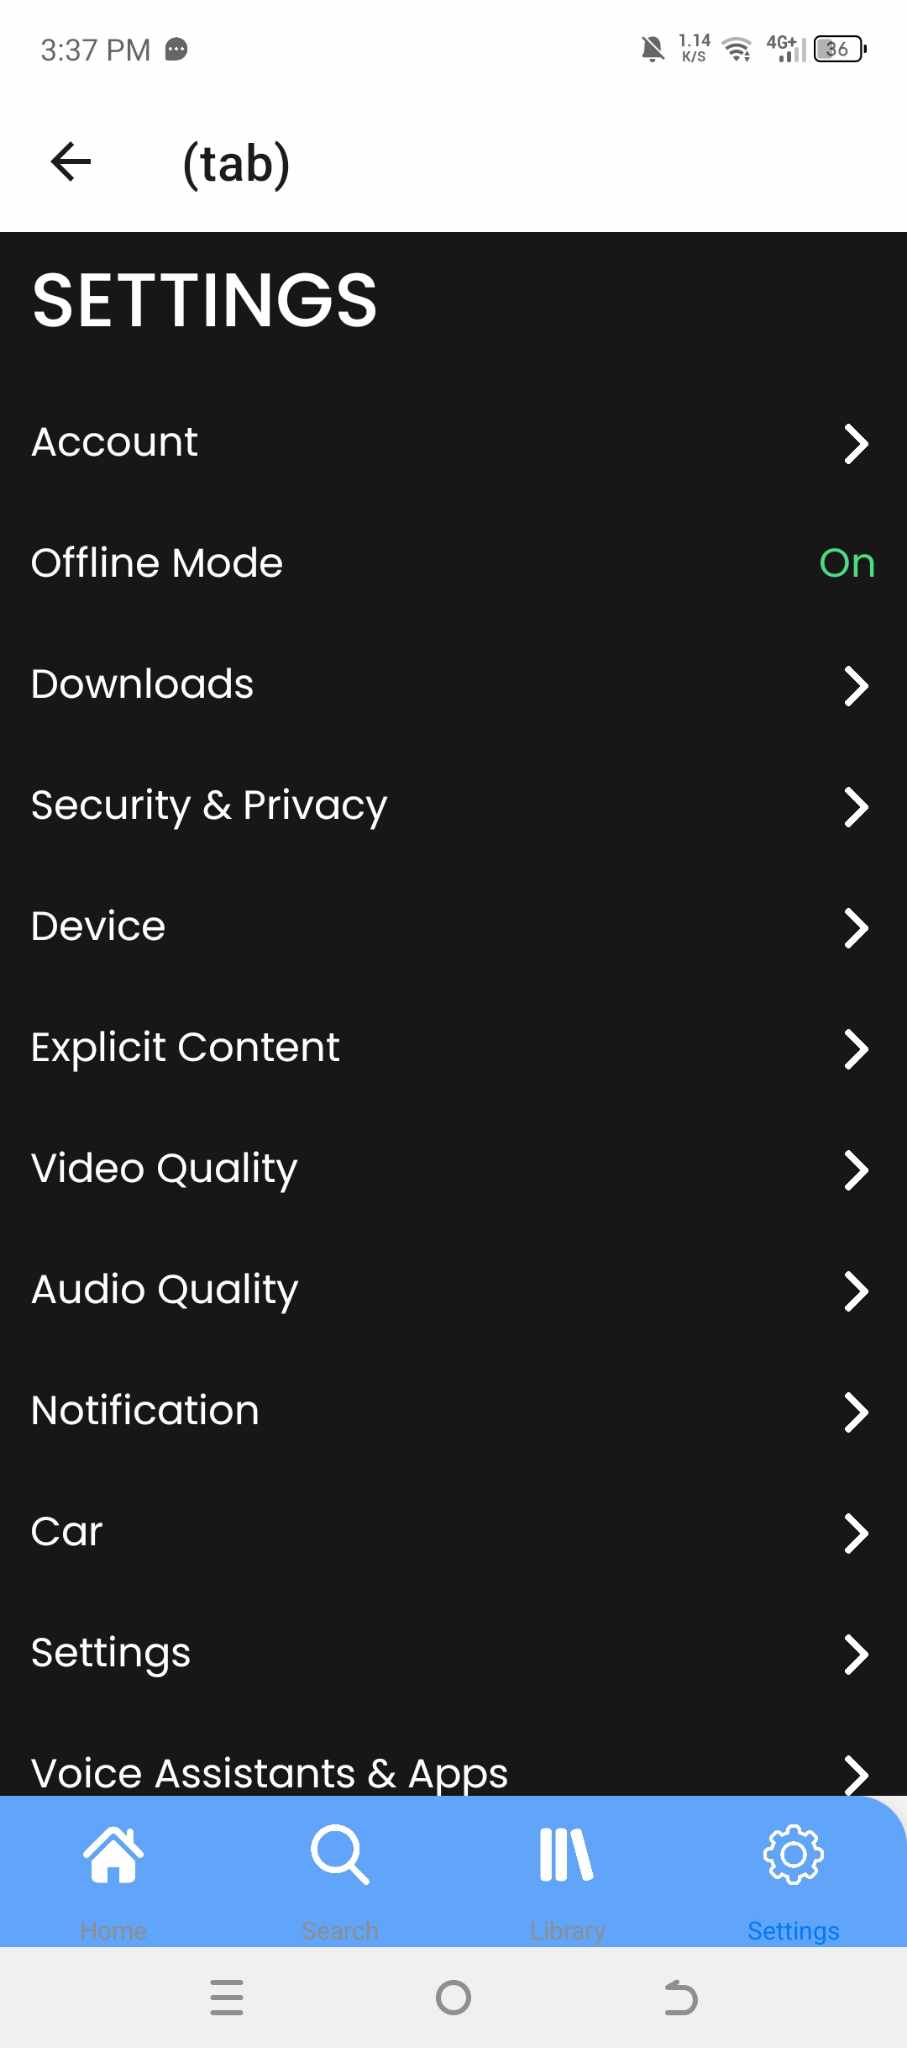 3:37 PM
1.14
K/S
4G+
36
(tab)
SETTINGS
Account
Offline Mode On
Downloads
Security & Privacy
Device
Explicit Content
Video Quality
Audio Quality
Notification
Car
Settings
Voice Assistants & Apps
Home Search Library Settings